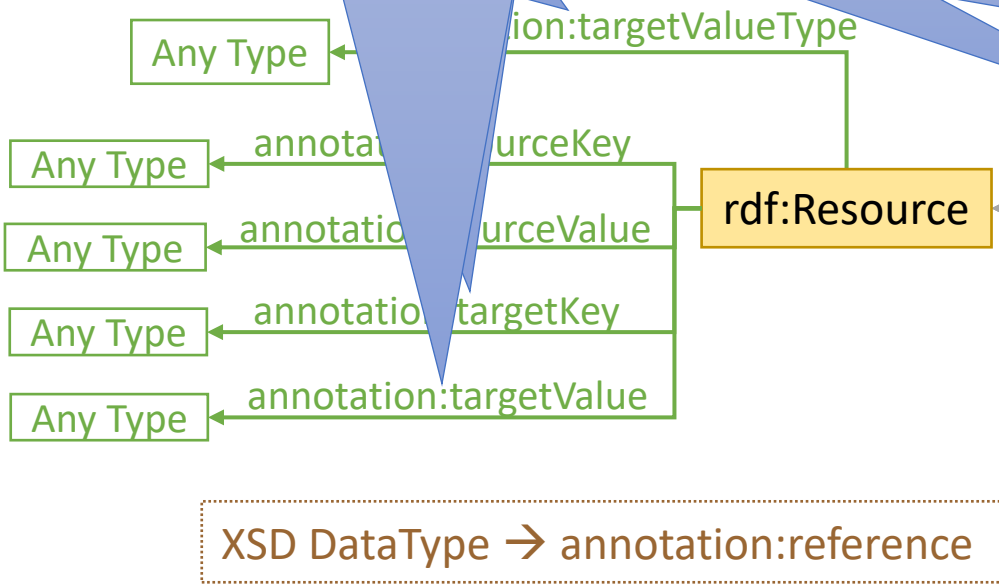 ion:targetValueType
Any Type
annotat urceKey
Any Type
rdf:Resource
annotatio urceValue
Any Type
annotatio targetKey
Any Type
annotation:targetValue
Any Type
XSD DataType → annotation:reference